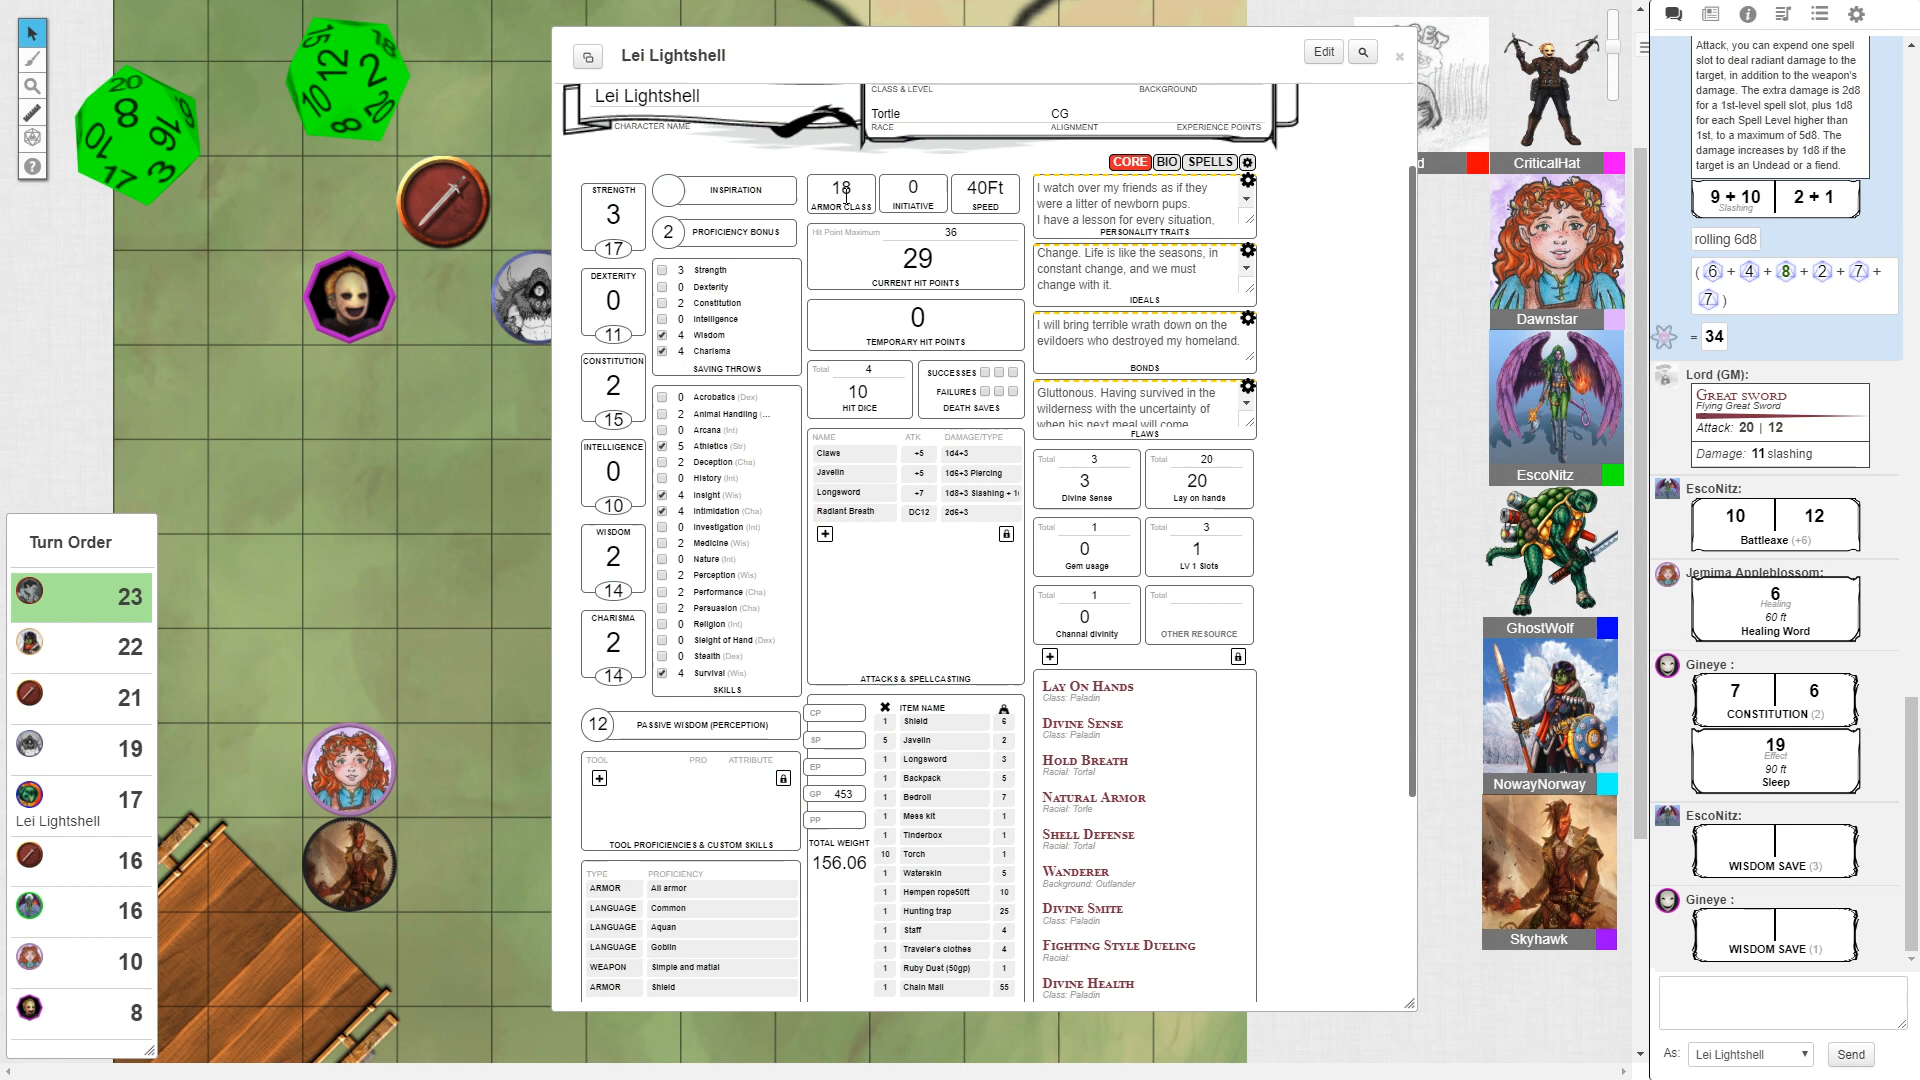 Lei Lightshell
Edit
Lei Lightshell
CHARACTER NAME
CLASS & LEVEL
BACKGROUND
Tortle
CG
RACE
ALIGNMENT
EXPERIENCE POINTS
CORE
BIO
SPELLS
STRENGTH
3
17
DEXTERITY
0
11
CONSTITUTION
2
15
INTELLIGENCE
0
10
WISDOM
2
14
CHARISMA
2
14
INSPIRATION
2 PROFICIENCY BONUS
3 Strength
0 Dexterity
2 Constitution
0 Intelligence
4 Wisdom
4 Charisma
SAVING THROWS
0 Acrobatics (Dex)
2 Animal Handling (...
0 Arcana (Int)
5 Athletics (Str)
2 Deception (Cha)
0 History (Int)
4 Insight (Wis)
4 Intimidation (Cha)
0 Investigation (Int)
2 Medicine (Wis)
0 Nature (Int)
2 Perception (Wis)
2 Performance (Cha)
2 Persuasion (Cha)
0 Religion (Int)
0 Sleight of Hand (Dex)
0 Stealth (Dex)
4 Survival (Wis)
SKILLS
12 PASSIVE WISDOM (PERCEPTION)
TOOL PRO ATTRIBUTE
TOOL PROFICIENCIES & CUSTOM SKILLS
TYPE PROFICIENCY
ARMOR All armor
LANGUAGE Common
LANGUAGE Aquan
LANGUAGE Goblin
WEAPON Simple and matial
ARMOR Shield
18
ARMOR CLASS
0
INITIATIVE
40Ft
SPEED
Hit Point Maximum 36
29
CURRENT HIT POINTS
0
TEMPORARY HIT POINTS
Total 4
10
HIT DICE
SUCCESSES
FAILURES
DEATH SAVES
NAME ATK DAMAGE/TYPE
Claws +5 1d4+3
Javelin +5 1d6+3 Piercing
Longsword +7 1d8+3 Slashing + 1
Radiant Breath DC12 2d6+3
ATTACKS & SPELLCASTING
CP
SP
EP
GP 453
PP
TOTAL WEIGHT
156.06
ITEM NAME
1 Shield 6
5 Javelin 2
1 Longsword 3
1 Backpack 5
1 Bedroll 7
1 Mess kit 1
1 Tinderbox 1
10 Torch 1
1 Waterskin 5
1 Hempen rope50ft 10
1 Hunting trap 25
1 Staff 4
1 Traveler's clothes 4
1 Ruby Dust (50gp) 1
1 Chain Mail 55
I watch over my friends as if they
were a litter of newborn pups.
I have a lesson for every situation,
PERSONALITY TRAITS
Change. Life is like the seasons, in
constant change, and we must
change with it.
IDEALS
I will bring terrible wrath down on the
evildoers who destroyed my homeland.
BONDS
Gluttonous. Having survived in the
wilderness with the uncertainty of
when his next meal will come
FLAWS
Total 3
3
Divine Sense
Total 20
20
Lay on hands
Total 1
0
Gem usage
Total 3
1
LV 1 Slots
Total 1
0
Channal divinity
Total
OTHER RESOURCE
LAY ON HANDS
Class: Paladin
DIVINE SENSE
Class: Paladin
HOLD BREATH
Racial: Tortal
NATURAL ARMOR
Racial: Torle
SHELL DEFENSE
Racial: Tortal
WANDERER
Background: Outlander
DIVINE SMITE
Class: Paladin
FIGHTING STYLE DUELING
Racial:
DIVINE HEALTH
Class: Paladin
Turn Order
23
22
21
19
17
Lei Lightshell
16
16
10
8
20
8
16
10
17
3
15
18
12
2
10
20
8
d
CriticalHat
Dawnstar
EscoNitz
GhostWolf
NowayNorway
Skyhawk
Attack, you can expend one spell
slot to deal radiant damage to the
target, in addition to the weapon's
damage. The extra damage is 2d8
for a 1st-level spell slot, plus 1d8
for each Spell Level higher than
1st, to a maximum of 5d8. The
damage increases by 1d8 if the
target is an Undead or a fiend.
9 + 10 2 + 1
Slashing
rolling 6d8
(6+4+8+2+7+
7)
= 34
Lord (GM):
GREAT SWORD
Flying Great Sword
Attack: 20 | 12
Damage: 11 slashing
EscoNitz:
10 12
Battleaxe (+6)
Jemima Appleblossom:
6
Healing
60 ft
Healing Word
Gineye :
7 6
CONSTITUTION (2)
19
Effect
90 ft
Sleep
EscoNitz:
WISDOM SAVE (3)
Gineye :
WISDOM SAVE (1)
As: Lei Lightshell
Send